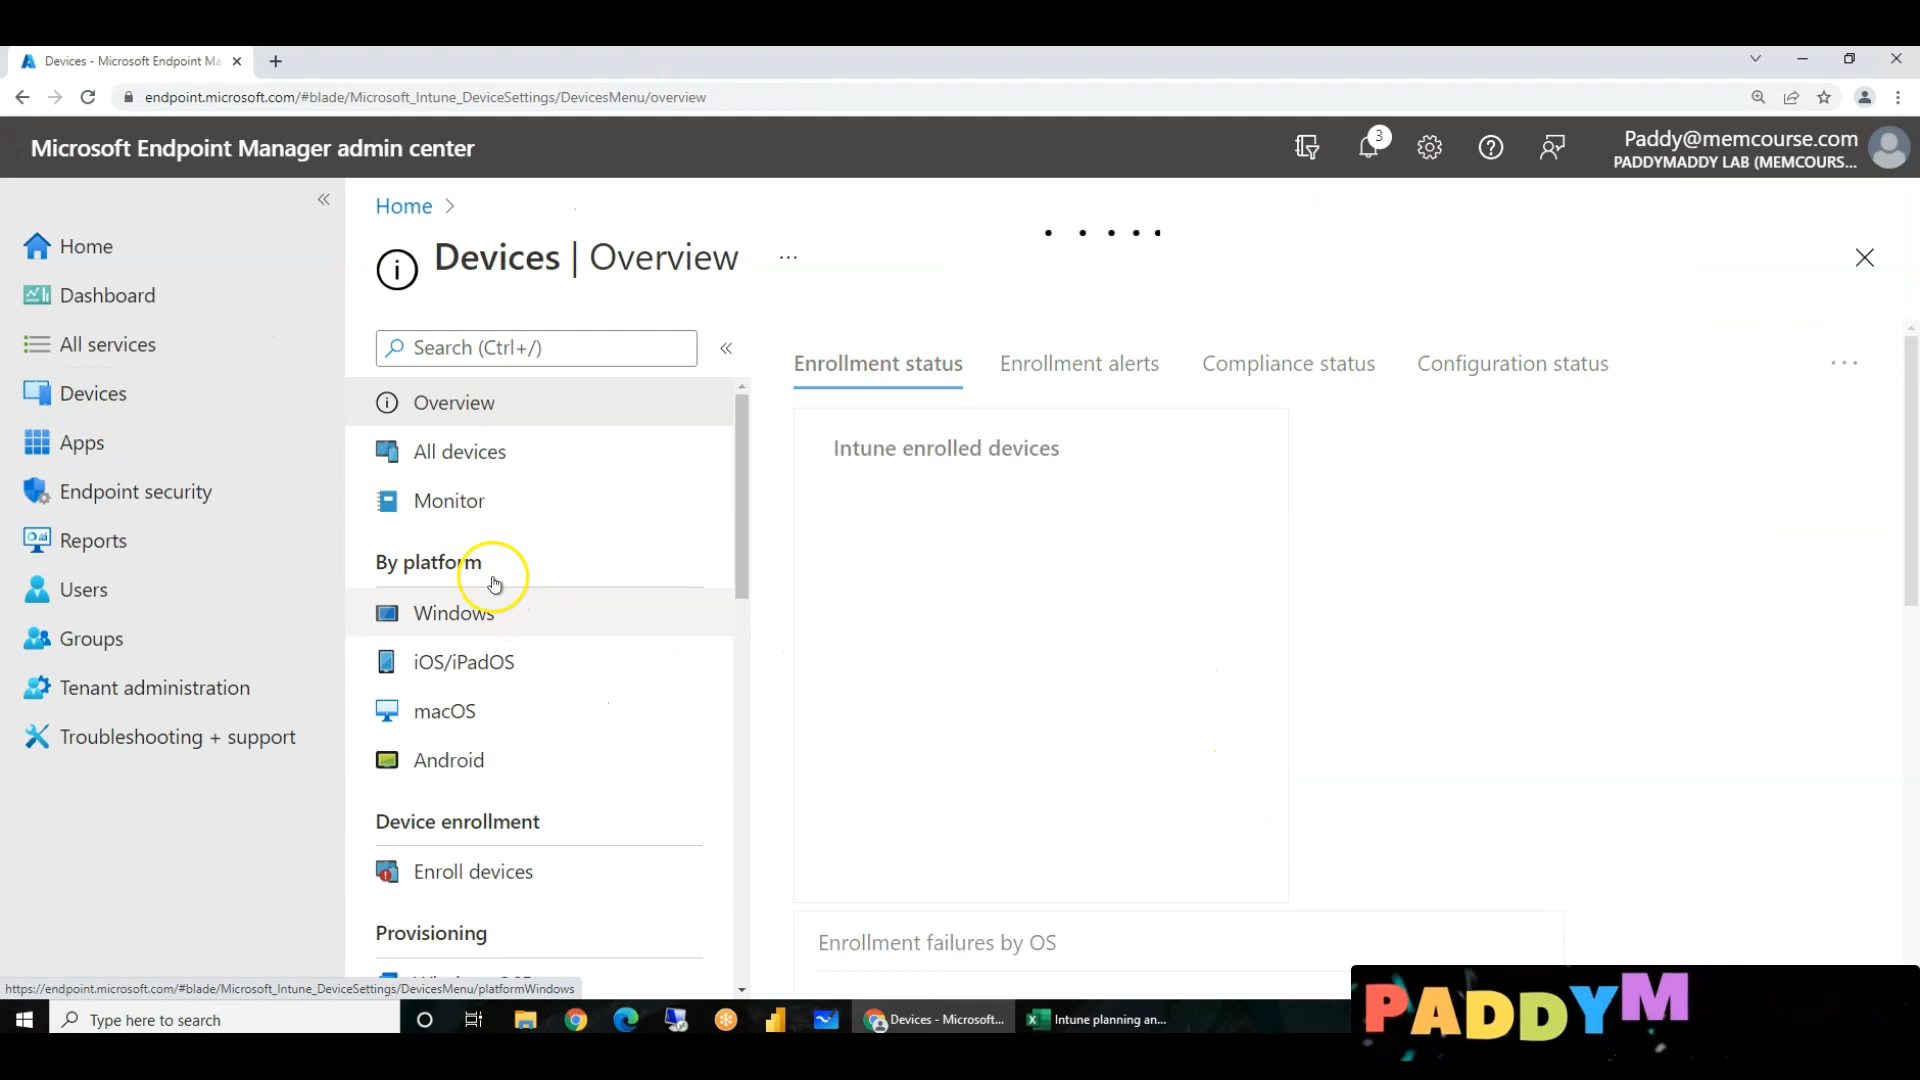 Devices - Microsoft Endpoint Ma
endpoint.microsoft.com/#blade/Microsoft_Intune_DeviceSettings/DevicesMenu/overview
Microsoft Endpoint Manager admin center
3
Paddy@memcourse.com
PADDYMADDY LAB (MEMCOURS...
Home
Devices | Overview
...
Home
Dashboard
All services
Devices
Apps
Endpoint security
Reports
Users
Groups
Tenant administration
Troubleshooting + support
Search (Ctrl+/)
Overview
All devices
Monitor
By platform
Windows
iOS/iPadOS
macOS
Android
Device enrollment
Enroll devices
Provisioning
Enrollment status
Enrollment alerts
Compliance status
Configuration status
...
Intune enrolled devices
Enrollment failures by OS
https://endpoint.microsoft.com/#blade/Microsoft_Intune_DeviceSettings/DevicesMenu/platformWindows
Type here to search
Devices - Microsoft...
Intune planning an...
PADDYM